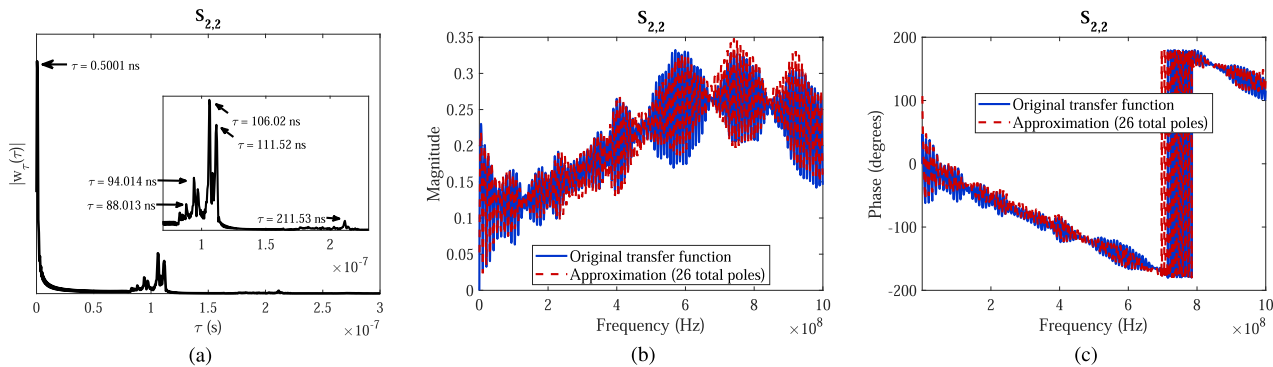 S2,2
|wτ(τ)|
τ = 0.5001 ns
τ = 106.02 ns
τ = 111.52 ns
τ = 94.014 ns
τ = 88.013 ns
τ = 211.53 ns
1 1.5 2
×10-7
0 0.5 1 1.5 2 2.5 3
τ (s)
×10-7
(a)
S2,2
Magnitude
0.35
0.3
0.25
0.2
0.15
0.1
0.05
0
Original transfer function
Approximation (26 total poles)
0 2 4 6 8 10
Frequency (Hz)
×108
(b)
S2,2
Phase (degrees)
200
100
0
-100
-200
Original transfer function
Approximation (26 total poles)
2 4 6 8 10
Frequency (Hz)
×108
(c)